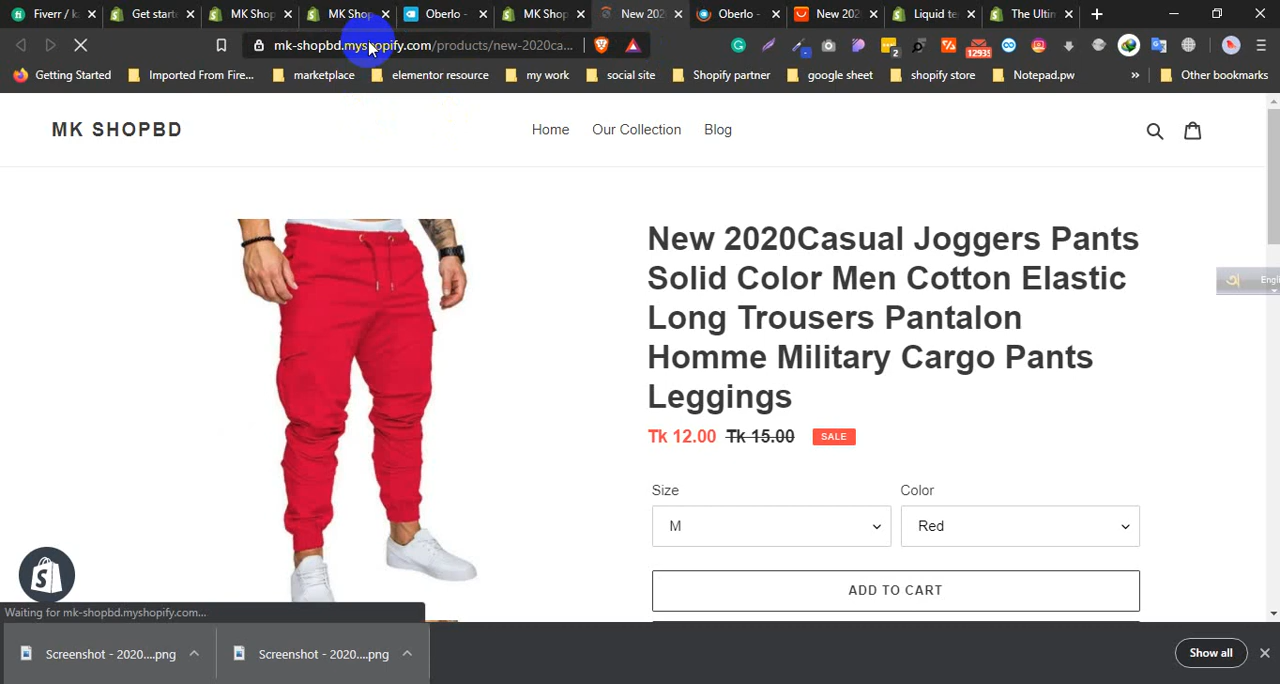 Fiverr / ka
Get start
MK Shop
MK Shop
Oberlo -
MK Shop
New 202
Oberlo -
New 202
Liquid te
The Ultim
mk-shopbd.myshopify.com/products/new-2020ca...
2
12935
Getting Started
Imported From Fire...
marketplace
elementor resource
my work
social site
Shopify partner
google sheet
shopify store
Notepad.pw
»
Other bookmarks
MK SHOPBD
Home
Our Collection
Blog
New 2020Casual Joggers Pants
Solid Color Men Cotton Elastic
Long Trousers Pantalon
Homme Military Cargo Pants
Leggings
Tk 12.00 Tk 15.00 SALE
Size
Color
M
Red
ADD TO CART
অ Engli
Waiting for mk-shopbd.myshopify.com...
Screenshot - 2020....png
Screenshot - 2020....png
Show all